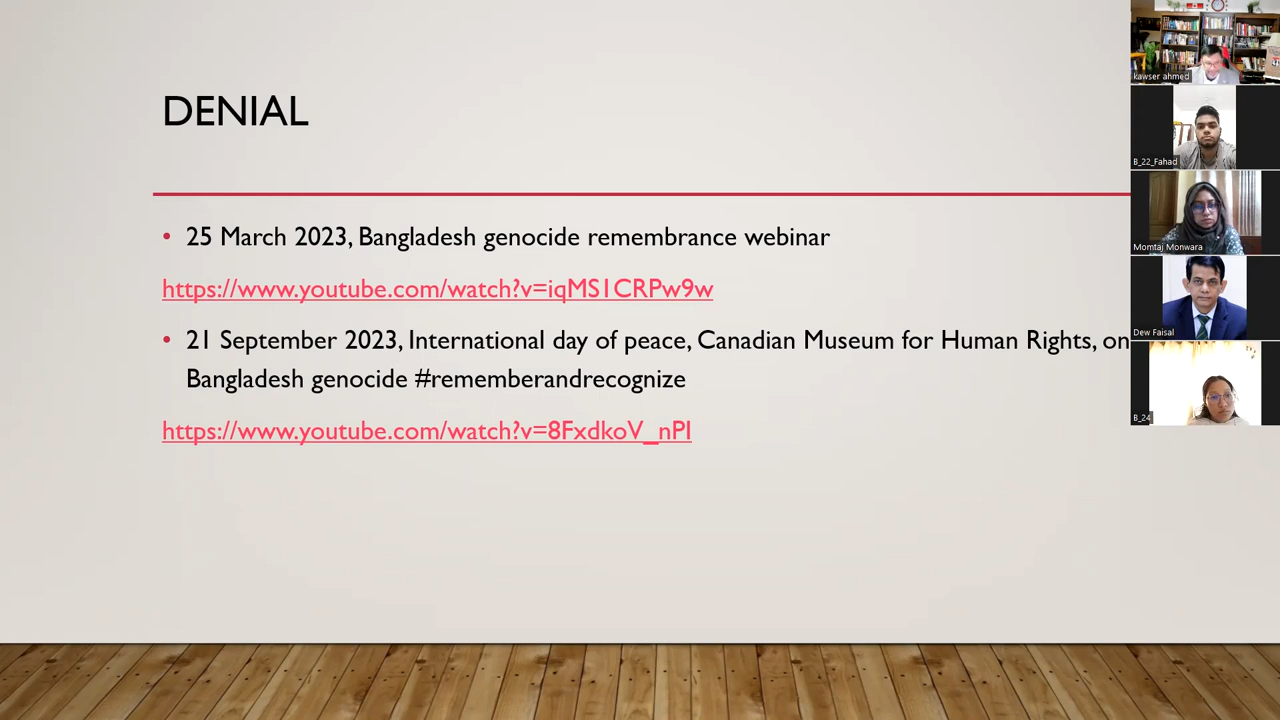 DENIAL
• 25 March 2023, Bangladesh genocide remembrance webinar
https://www.youtube.com/watch?v=iqMS1CRPw9w
• 21 September 2023, International day of peace, Canadian Museum for Human Rights, on
Bangladesh genocide #rememberandrecognize
https://www.youtube.com/watch?v=8FxdkoV_nPI
kawser ahmed
B_22_Fahad
Momtaj Monwara
Dew Faisal
B_24